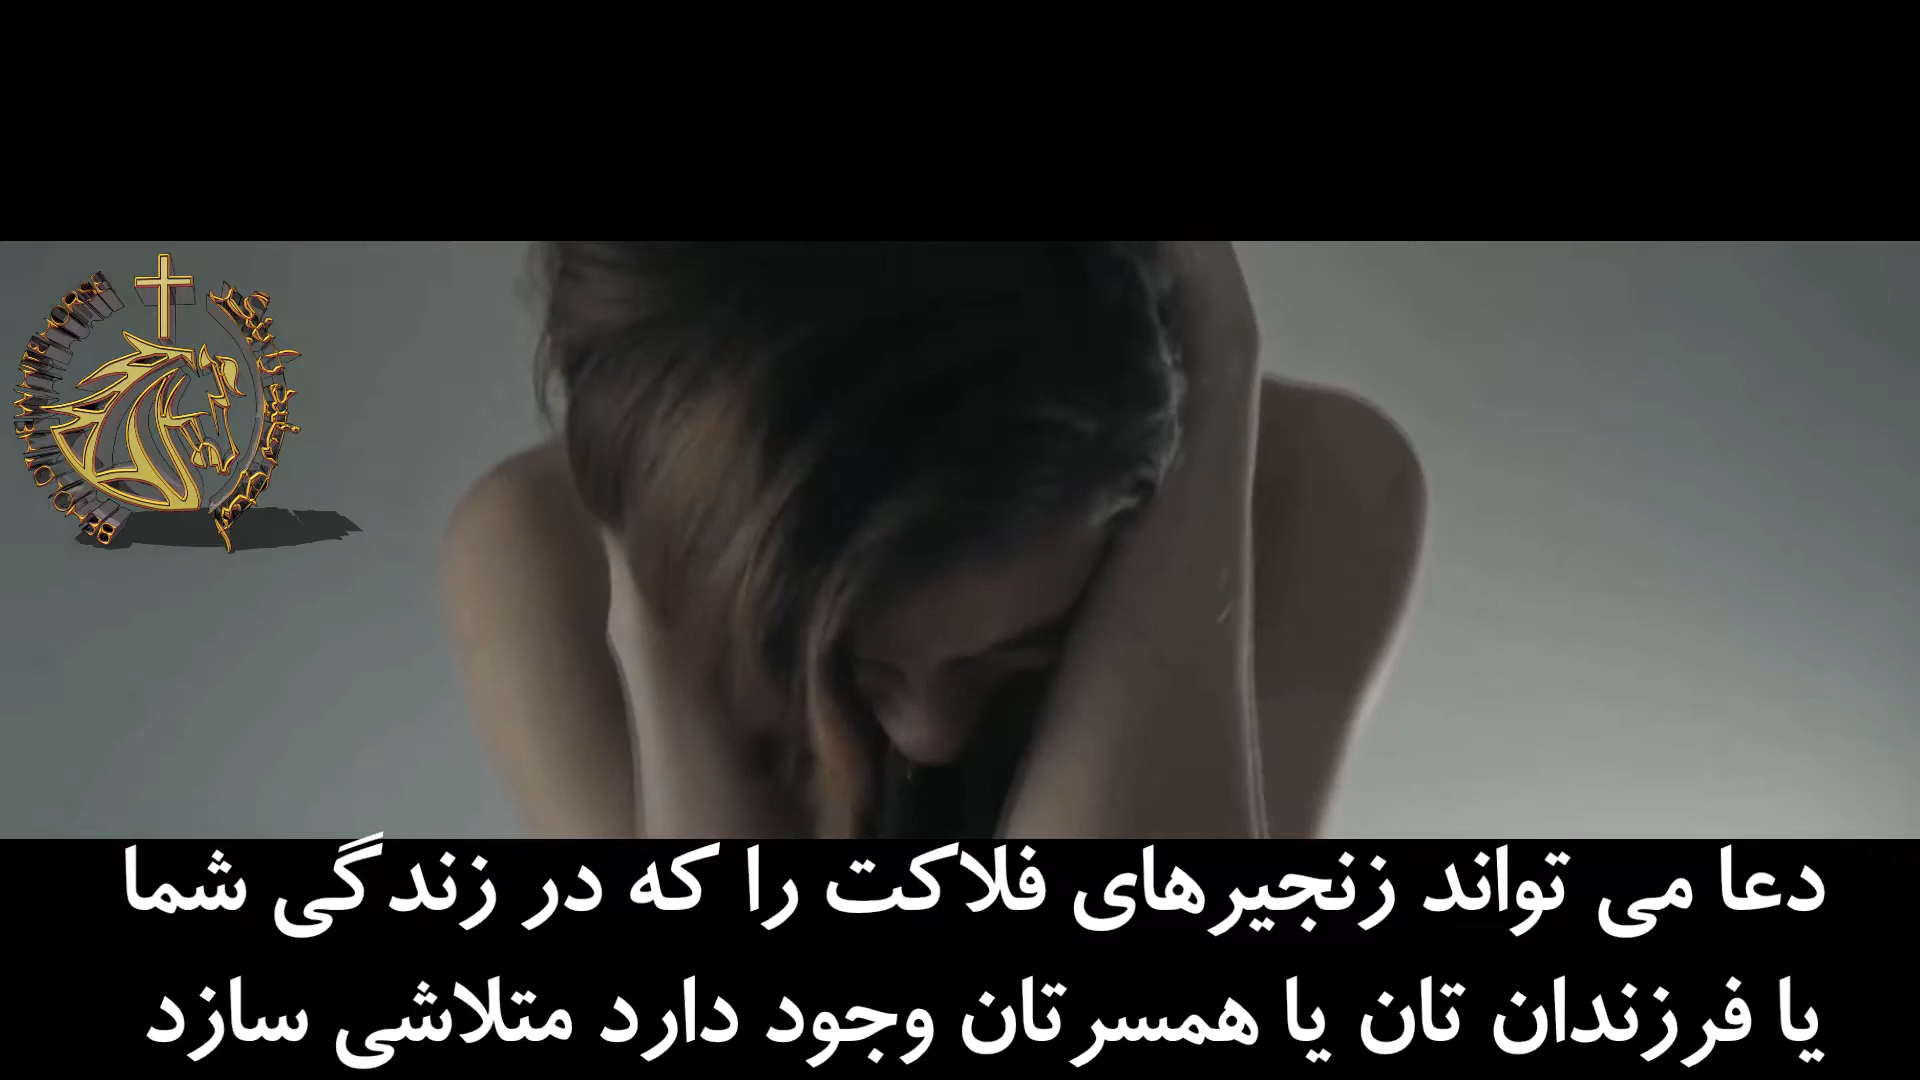 دعا می تواند زنجیرهای فلاکت را که در زندگی شما
یا فرزندان تان یا همسرتان وجود دارد متلاشی سازد